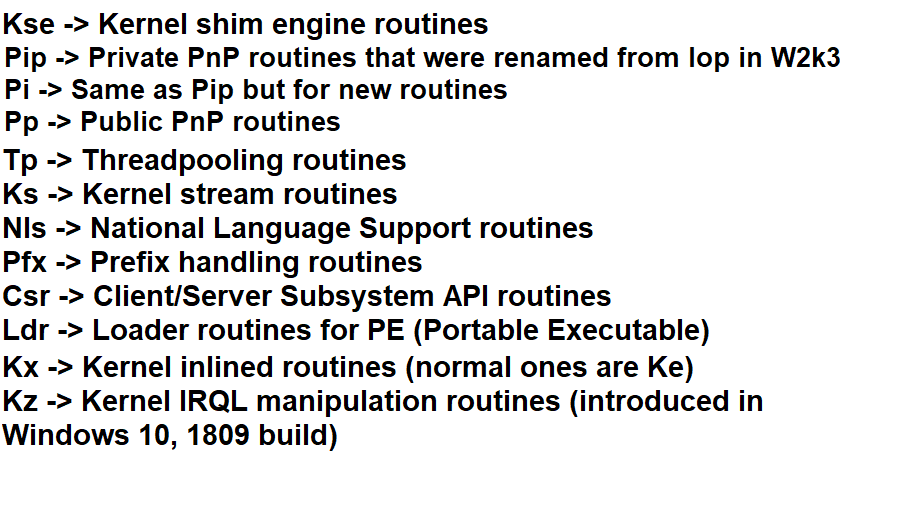 Kse -> Kernel shim engine routines
Pip -> Private PnP routines that were renamed from Iop in W2k3
Pi -> Same as Pip but for new routines
Pp -> Public PnP routines
Tp -> Threadpooling routines
Ks -> Kernel stream routines
Nls -> National Language Support routines
Pfx -> Prefix handling routines
Csr -> Client/Server Subsystem API routines
Ldr -> Loader routines for PE (Portable Executable)
Kx -> Kernel inlined routines (normal ones are Ke)
Kz -> Kernel IRQL manipulation routines (introduced in
Windows 10, 1809 build)